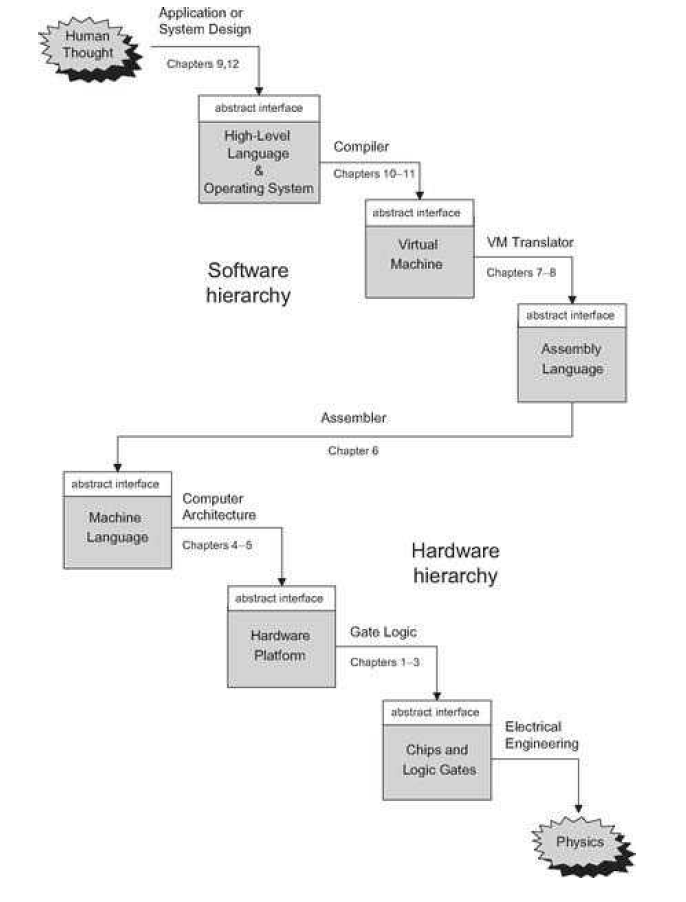 Human
Thought
Application or
System Design
Chapters 9,12
abstract interface
High-Level
Language
&
Operating System
Compiler
Chapters 10–11
abstract interface
Virtual
Machine
VM Translator
Chapters 7–8
Software
hierarchy
abstract interface
Assembly
Language
Assembler
Chapter 6
abstract interface
Machine
Language
Computer
Architecture
Chapters 4–5
Hardware
hierarchy
abstract interface
Hardware
Platform
Gate Logic
Chapters 1–3
abstract interface
Chips and
Logic Gates
Electrical
Engineering
Physics